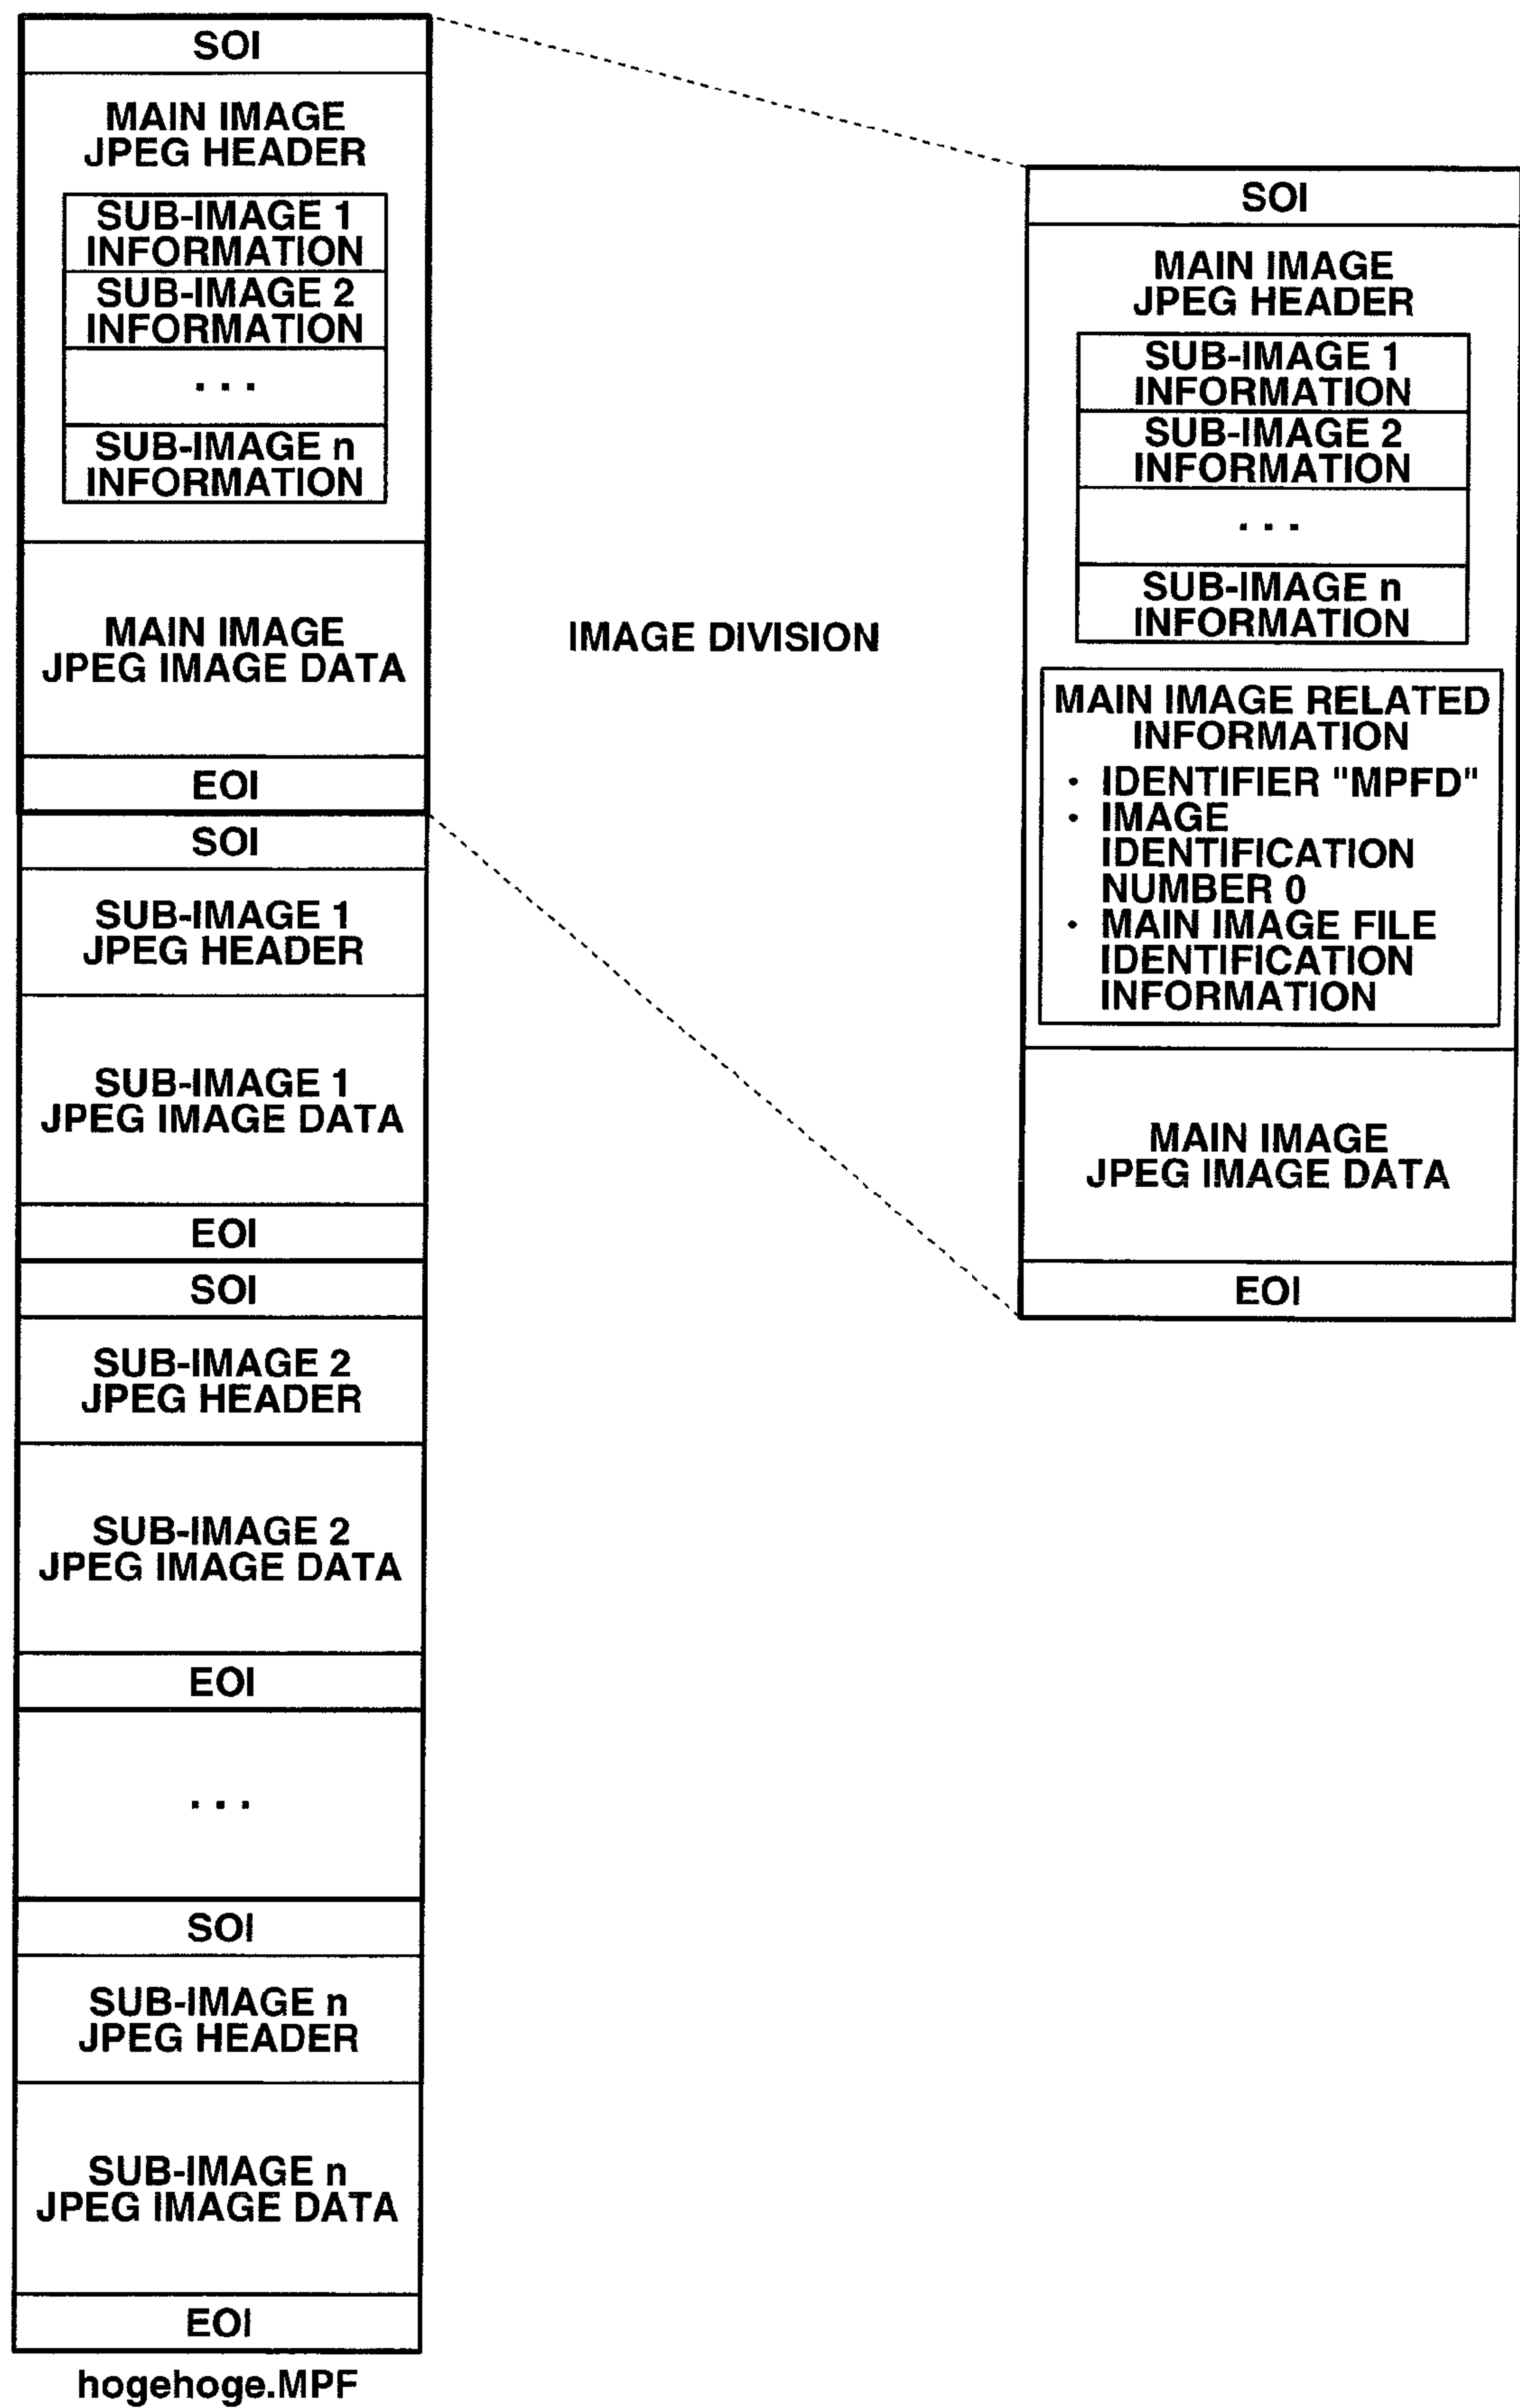 SOI
MAIN IMAGE
JPEG HEADER
SUB-IMAGE 1
INFORMATION
SUB-IMAGE 2
INFORMATION
...
SUB-IMAGE n
INFORMATION
MAIN IMAGE
JPEG IMAGE DATA
EOI
SOI
SUB-IMAGE 1
JPEG HEADER
SUB-IMAGE 1
JPEG IMAGE DATA
EOI
SOI
SUB-IMAGE 2
JPEG HEADER
SUB-IMAGE 2
JPEG IMAGE DATA
EOI
...
SOI
SUB-IMAGE n
JPEG HEADER
SUB-IMAGE n
JPEG IMAGE DATA
EOI
hogehoge.MPF
IMAGE DIVISION
SOI
MAIN IMAGE
JPEG HEADER
SUB-IMAGE 1
INFORMATION
SUB-IMAGE 2
INFORMATION
...
SUB-IMAGE n
INFORMATION
MAIN IMAGE RELATED
INFORMATION
· IDENTIFIER "MPFD"
· IMAGE
IDENTIFICATION
NUMBER 0
· MAIN IMAGE FILE
IDENTIFICATION
INFORMATION
MAIN IMAGE
JPEG IMAGE DATA
EOI